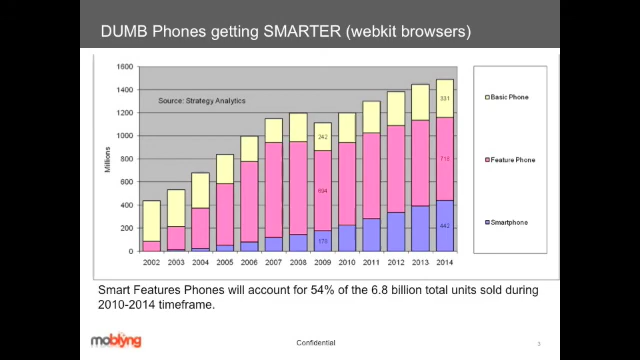 DUMB Phones getting SMARTER (webkit browsers)
1600
1400
1200
1000
800
600
400
200
0
Millions
Source: Strategy Analytics
242
694
178
331
716
442
2002 2003 2004 2005 2006 2007 2008 2009 2010 2011 2012 2013 2014
Basic Phone
Feature Phone
Smartphone
Smart Features Phones will account for 54% of the 6.8 billion total units sold during
2010-2014 timeframe.
moblyng
Confidential
3